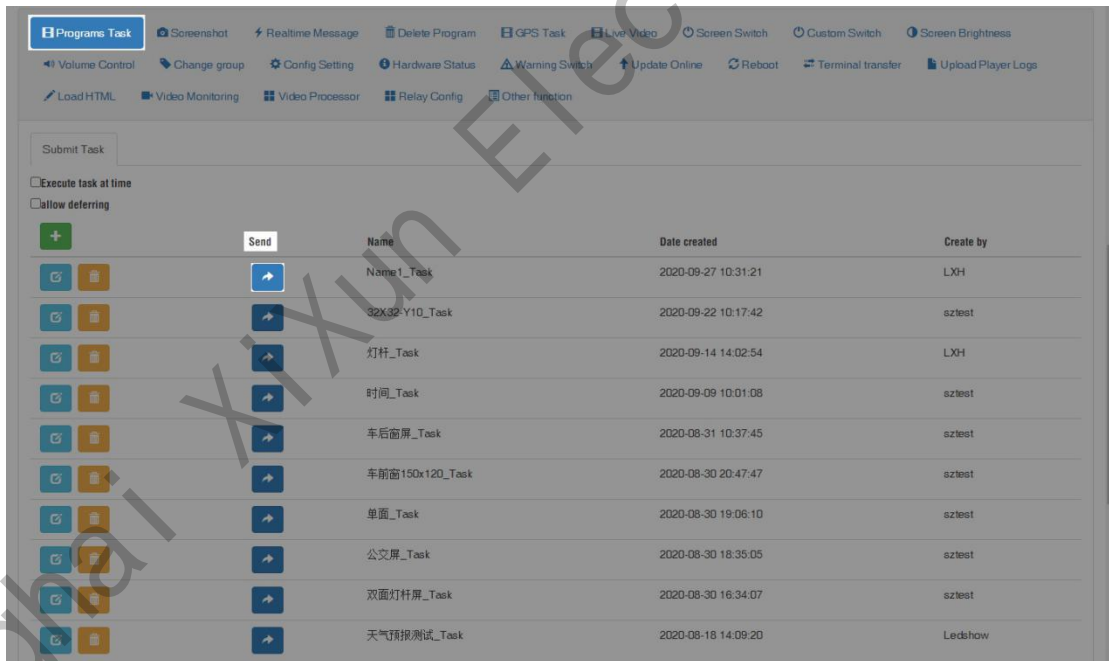 Programs Task Screenshot Realtime Message Delete Program GPS Task Live Video Screen Switch Custom Switch Screen Brightness
Volume Control Change group Config Setting Hardware Status Warning Switch Update Online Reboot Terminal transfer Upload Player Logs
Load HTML Video Monitoring Video Processor Relay Config Other function
Submit Task
Execute task at time
allow deferring
Send Name Date created Create by
Name1_Task 2020-09-27 10:31:21 LXH
32X32-Y10_Task 2020-09-22 10:17:42 sztest
灯杆_Task 2020-09-14 14:02:54 LXH
时间_Task 2020-09-09 10:01:08 sztest
车后窗屏_Task 2020-08-31 10:37:45 sztest
车前窗150x120_Task 2020-08-30 20:47:47 sztest
单面_Task 2020-08-30 19:06:10 sztest
公交屏_Task 2020-08-30 18:35:05 sztest
双面灯杆屏_Task 2020-08-30 16:34:07 sztest
天气预报测试_Task 2020-08-18 14:09:20 Ledshow
XiXun Elec